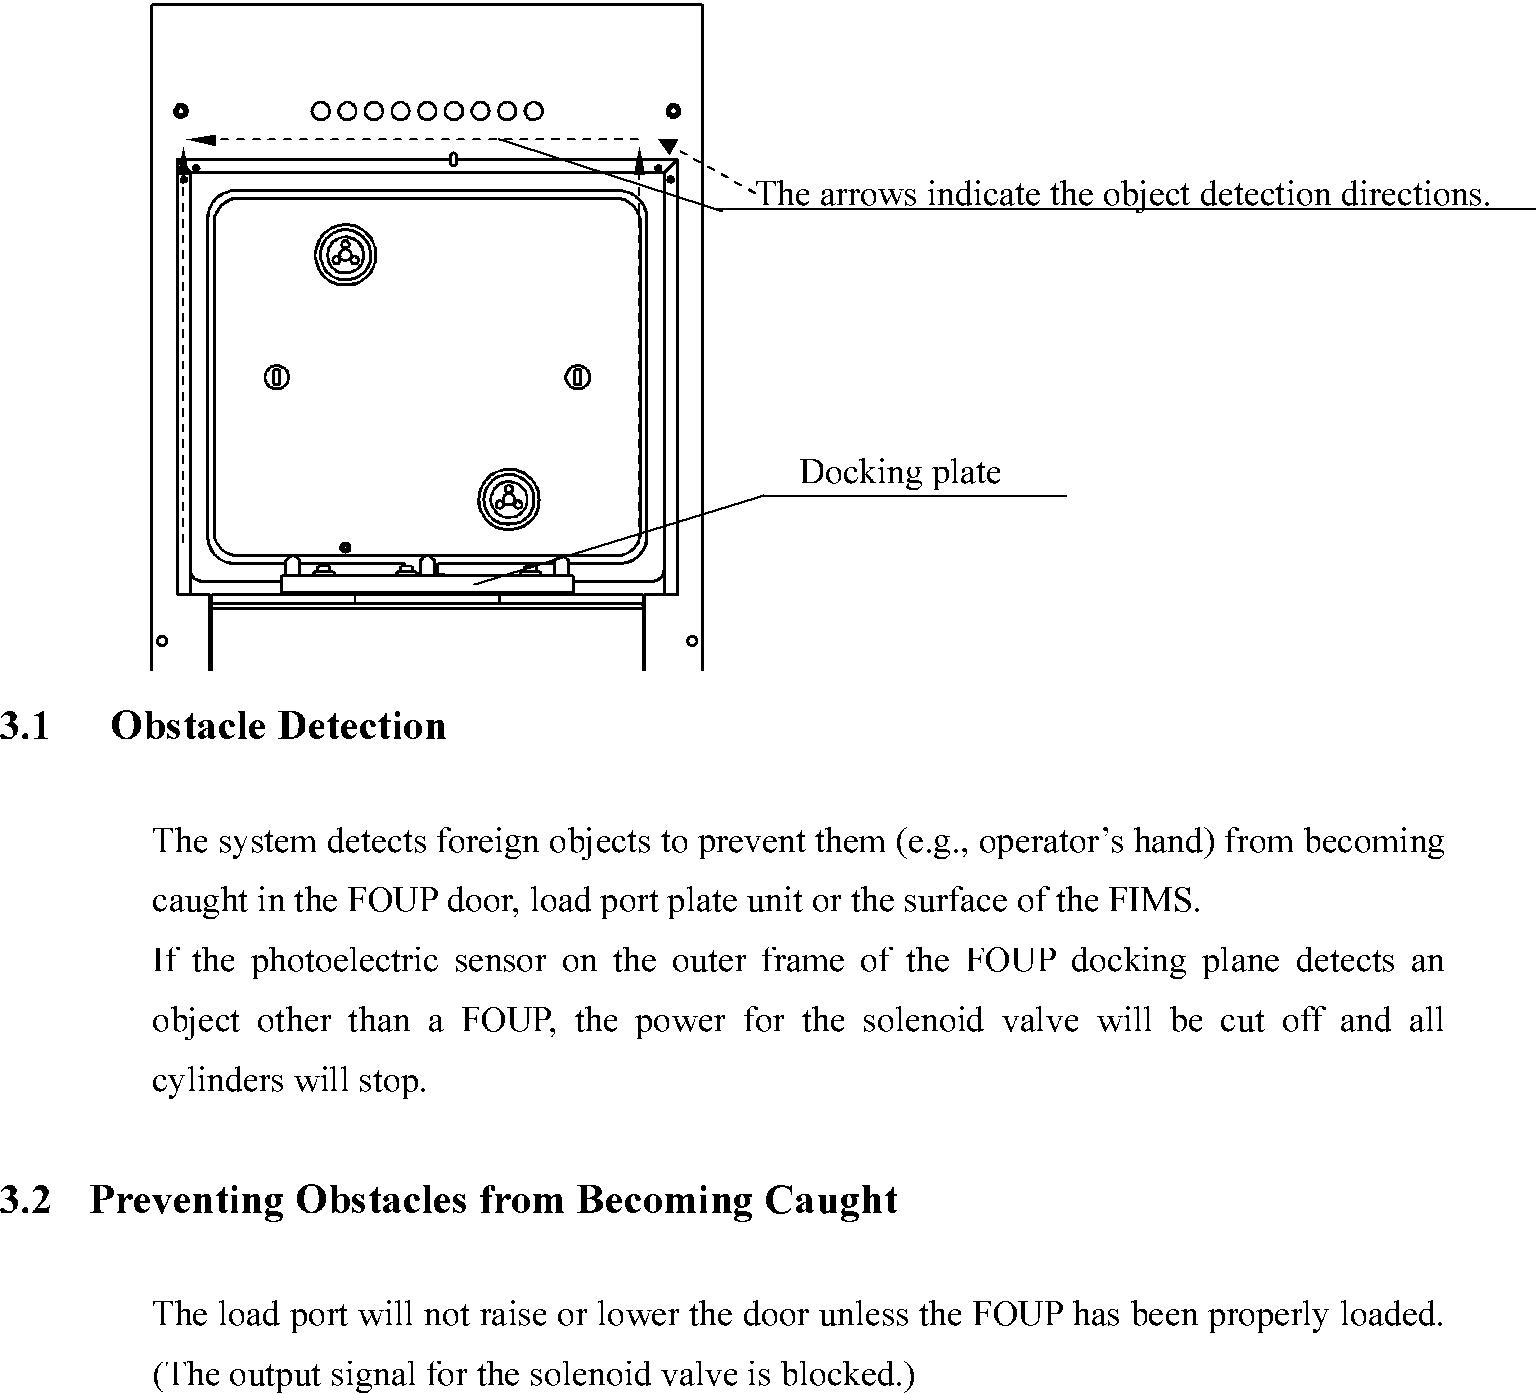 The arrows indicate the object detection directions.
Docking plate
3.1 Obstacle Detection
The system detects foreign objects to prevent them (e.g., operator’s hand) from becoming
caught in the FOUP door, load port plate unit or the surface of the FIMS.
If the photoelectric sensor on the outer frame of the FOUP docking plane detects an
object other than a FOUP, the power for the solenoid valve will be cut off and all
cylinders will stop.
3.2 Preventing Obstacles from Becoming Caught
The load port will not raise or lower the door unless the FOUP has been properly loaded.
(The output signal for the solenoid valve is blocked.)